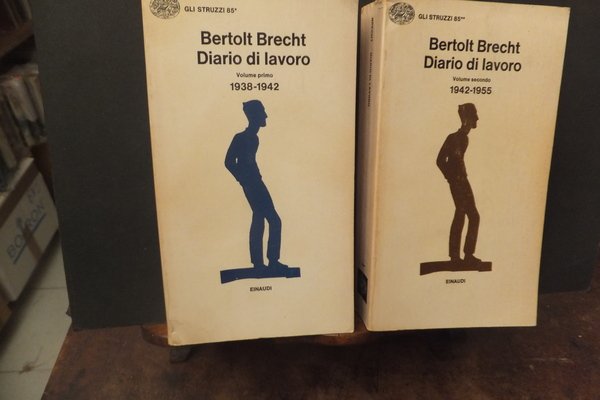 GLI STRUZZI 85*
Bertolt Brecht
Diario di lavoro
Volume primo
1938-1942
EINAUDI
GLI STRUZZI 85**
Bertolt Brecht
Diario di lavoro
Volume secondo
1942-1955
EINAUDI